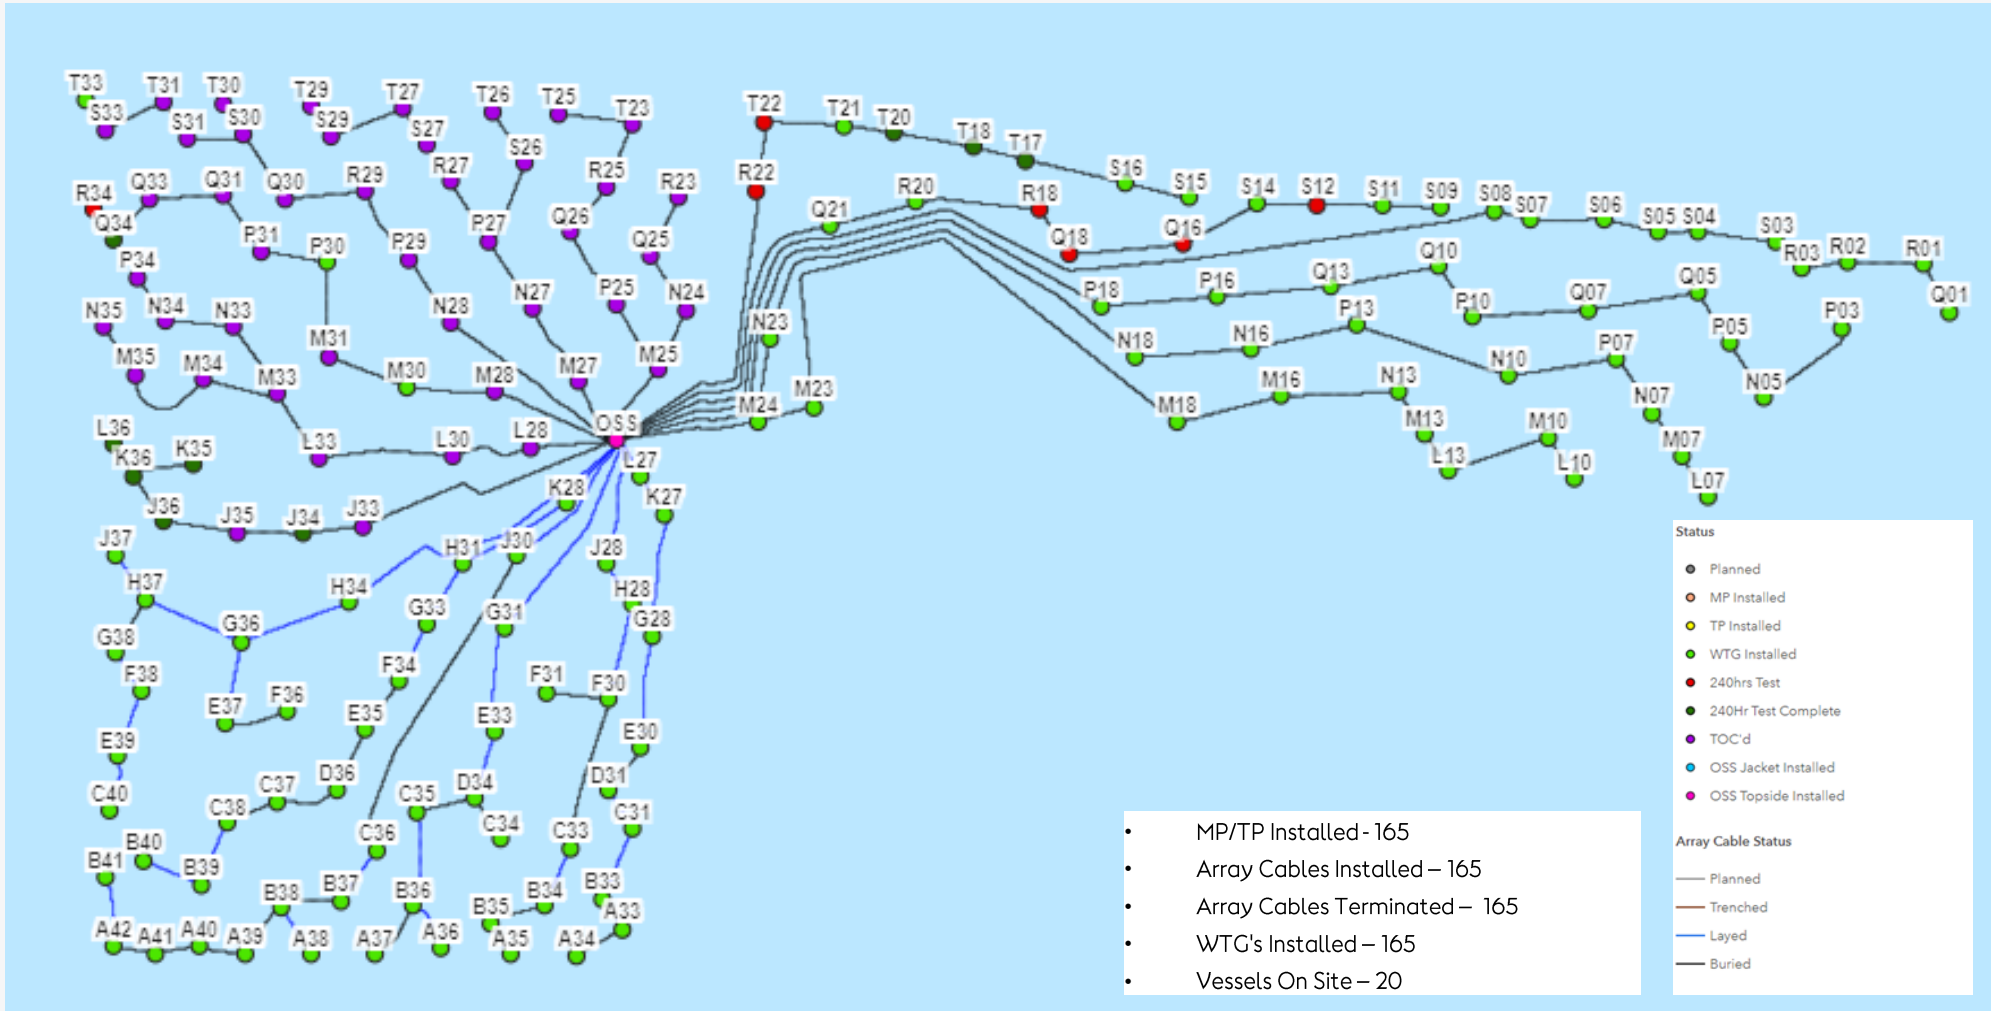 T33 T31 T30 T29 T27 T26 T25 T23 T22 T21 T20 T18 T17
S33 S31 S30 S29 S27 S26 S16 S15 S14 S12 S11 S09 S08 S07 S06 S05 S04 S03
R34 Q33 Q31 Q30 R29 R27 R25 R23 R22 R20 R18 R03 R02 R01
Q34 P31 P30 P29 P27 Q26 Q25 Q21 Q18 Q16 Q13 Q10 Q07 Q05 Q01
P34 P25 P18 P16 P13 P10 P07 P05 P03
N35 N34 N33 N28 N27 N24 N23 N18 N16 N10 N13 N07 N05
M35 M34 M33 M31 M30 M28 M27 M25 M24 M23 M18 M16 M13 M10 M07
OSS
L36 L33 L30 L28 L27 L13 L10 L07
K36 K35 K28 K27
J36 J35 J34 J33 J37 J30 J28
H37 H34 H31 H28
G38 G36 G33 G31 G28
F38 F36 F34 F31 F30
E39 E37 E35 E33 E30
D36 D34 D31
C40 C38 C37 C36 C35 C34 C33 C31
B41 B40 B39 B38 B37 B36 B35 B34 B33
A42 A41 A40 A39 A38 A37 A36 A35 A34 A33
Status
Planned
MP Installed
TP Installed
WTG Installed
240hrs Test
240Hr Test Complete
TOC'd
OSS Jacket Installed
OSS Topside Installed
Array Cable Status
Planned
Trenched
Layed
Buried
• MP/TP Installed - 165
• Array Cables Installed – 165
• Array Cables Terminated – 165
• WTG's Installed – 165
• Vessels On Site – 20